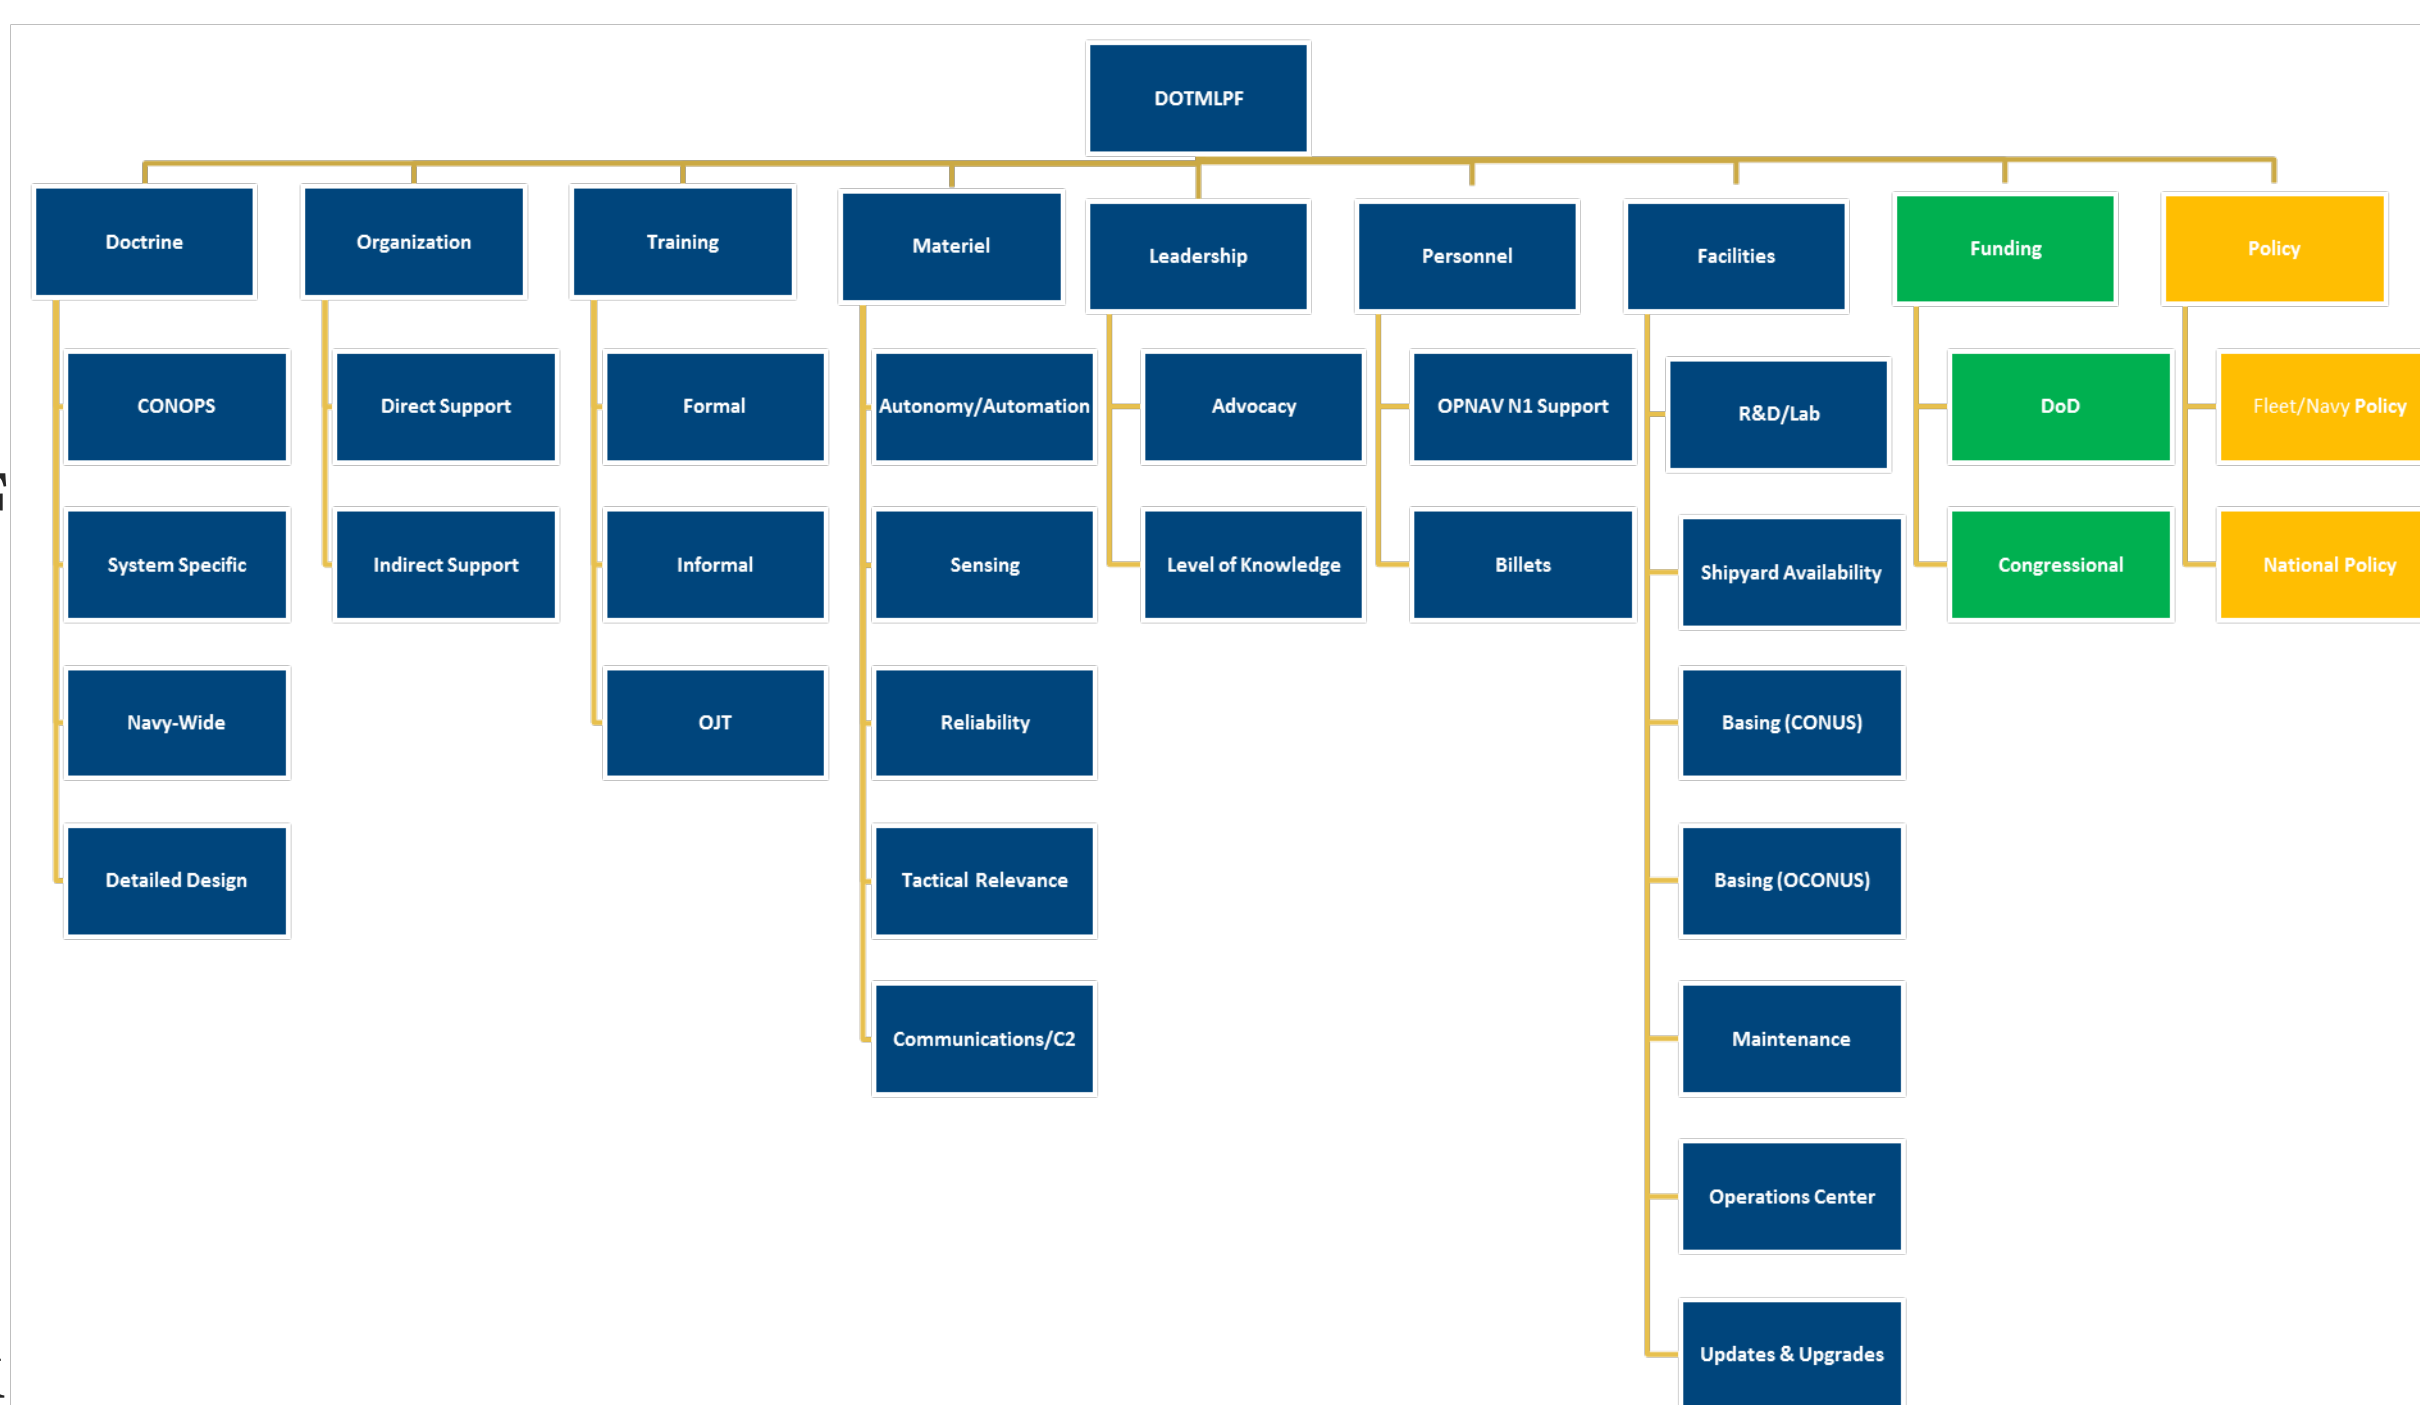 DOTMLPF
Doctrine
Organization
Training
Materiel
Leadership
Personnel
Facilities
Funding
Policy
CONOPS
Direct Support
Formal
Autonomy/Automation
Advocacy
OPNAV N1 Support
R&D/Lab
DoD
Fleet/Navy Policy
System Specific
Indirect Support
Informal
Sensing
Level of Knowledge
Billets
Shipyard Availability
Congressional
National Policy
Navy-Wide
OJT
Reliability
Basing (CONUS)
Detailed Design
Tactical Relevance
Basing (OCONUS)
Communications/C2
Maintenance
Operations Center
Updates & Upgrades